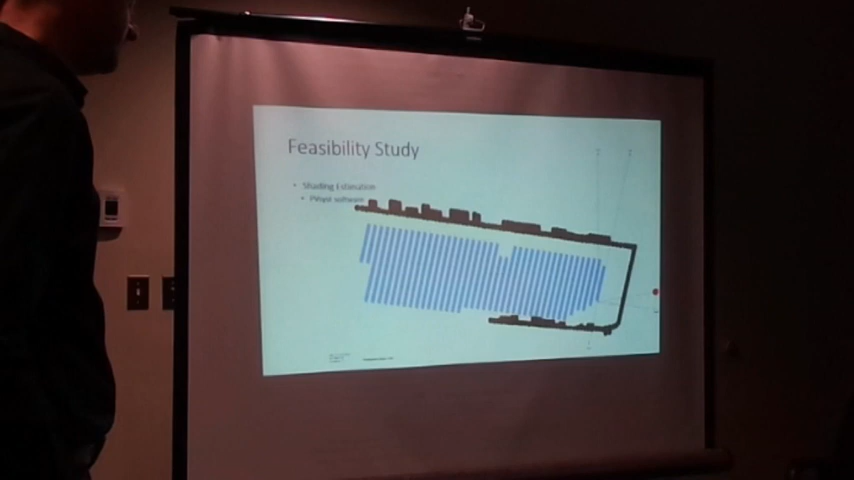 Feasibility Study
• Shading Estimation
• PVsyst software